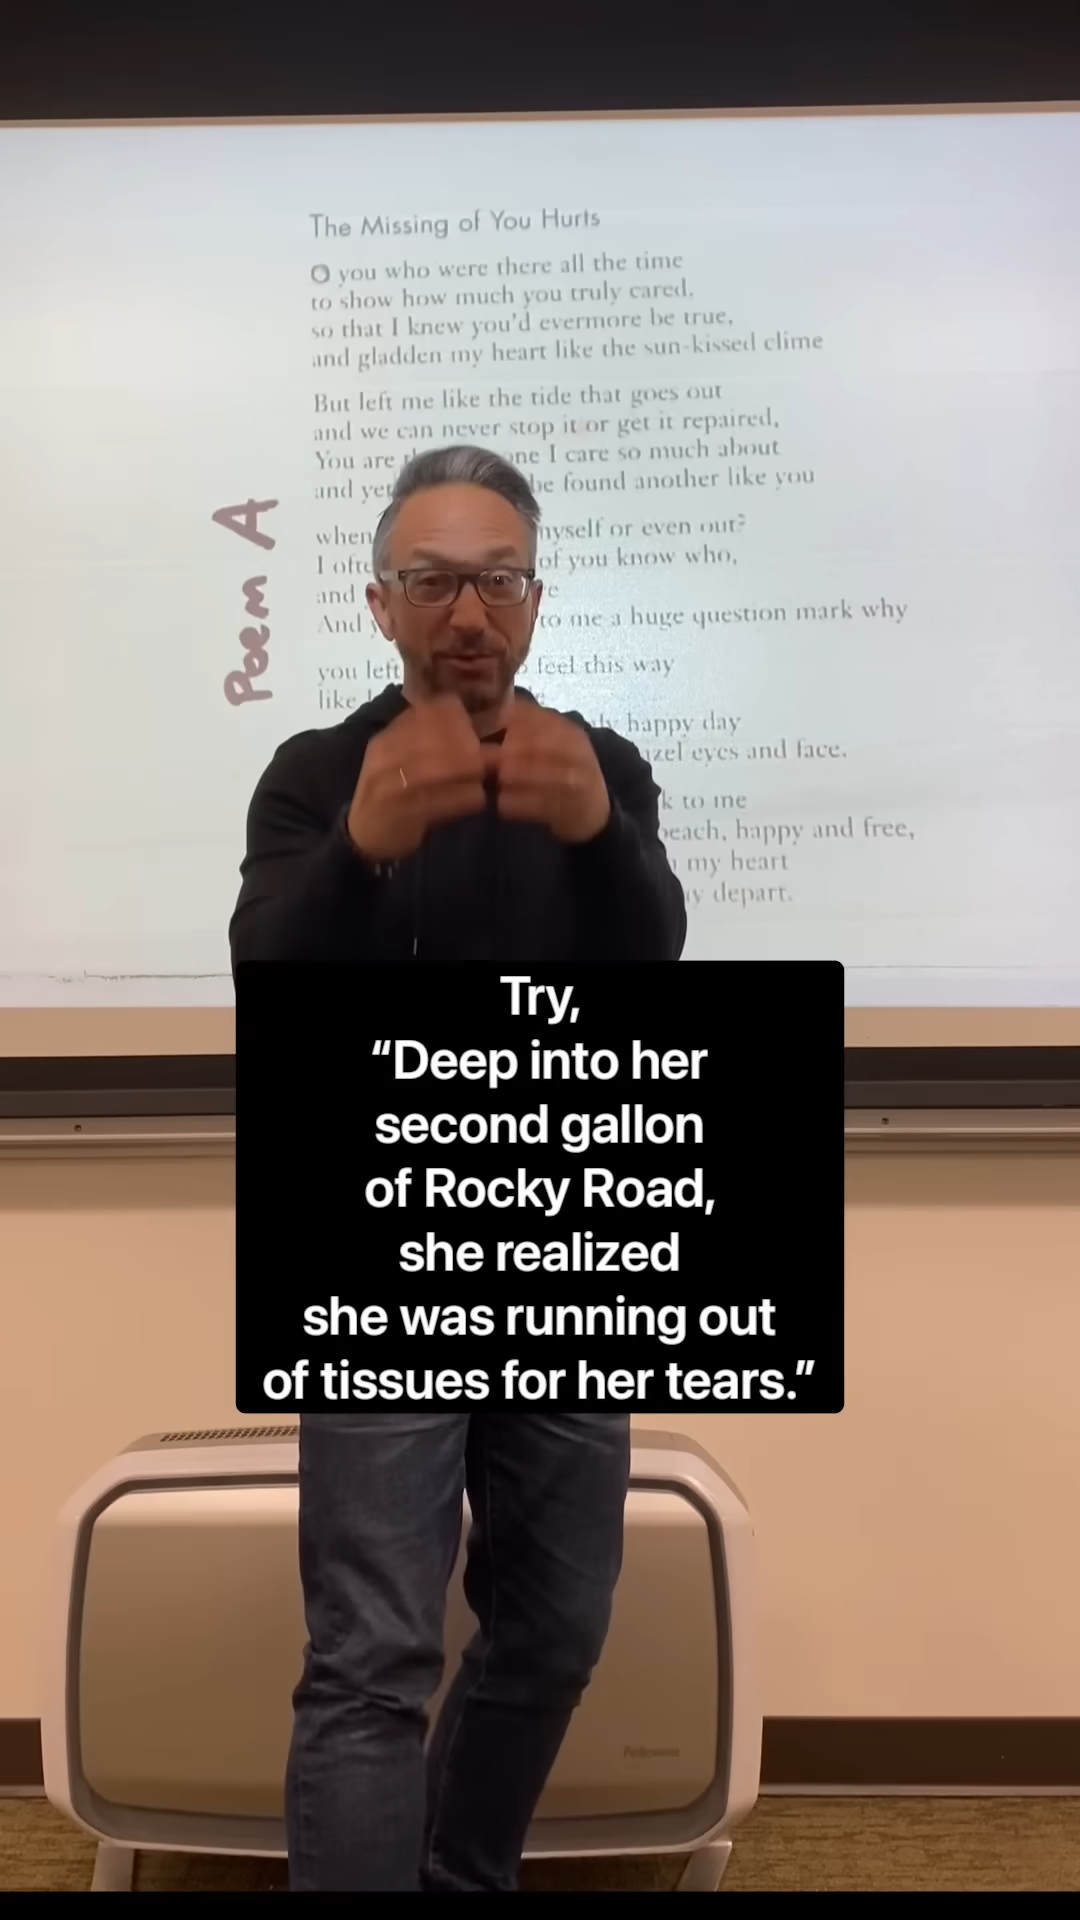 The Missing of You Hurts
O you who were there all the time
to show how much you truly cared,
so that I knew you'd evermore be true,
and gladden my heart like the sun-kissed clime
But left me like the tide that goes out
and we can never stop it or get it repaired,
You are one I care so much about
and yet be found another like you
when myself or even out?
I of you know who,
and
And to me a huge question mark why
you left feel this way
like
happy day
eyes and face.
to me
beach, happy and free,
my heart
depart.
Poem A
Try,
“Deep into her
second gallon
of Rocky Road,
she realized
she was running out
of tissues for her tears.”
Fellowes